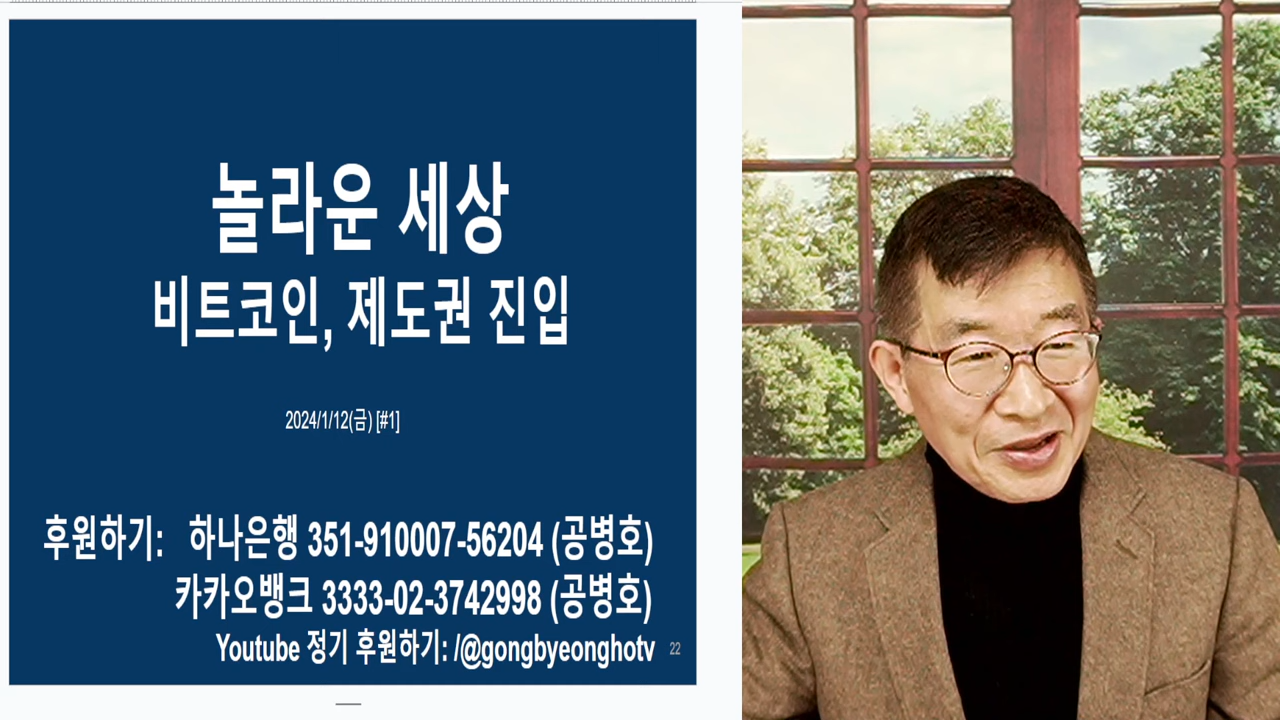 놀라운 세상
비트코인, 제도권 진입
2024/1/12(금) [#1]
후원하기: 하나은행 351-910007-56204 (공병호)
카카오뱅크 3333-02-3742998 (공병호)
Youtube 정기 후원하기: /@gongbyeonghotv
22